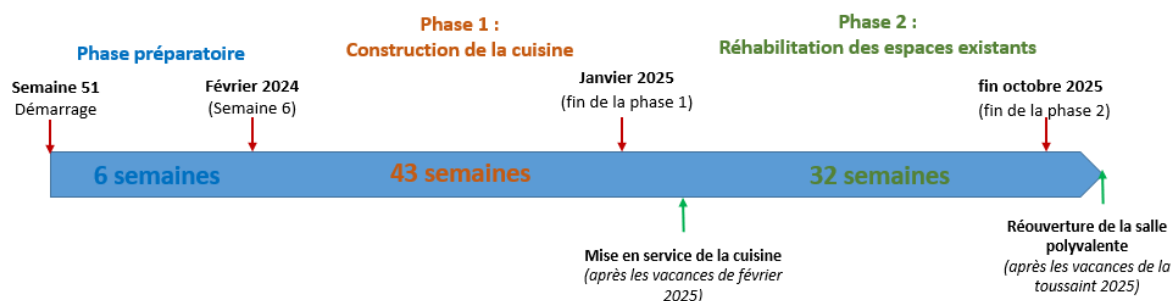 Phase préparatoire
Phase 1 :
Construction de la cuisine
Phase 2 :
Réhabilitation des espaces existants
Semaine 51
Démarrage
Février 2024
(Semaine 6)
Janvier 2025
(fin de la phase 1)
fin octobre 2025
(fin de la phase 2)
6 semaines
43 semaines
32 semaines
Mise en service de la cuisine
(après les vacances de février
2025)
Réouverture de la salle
polyvalente
(après les vacances de la
toussaint 2025)